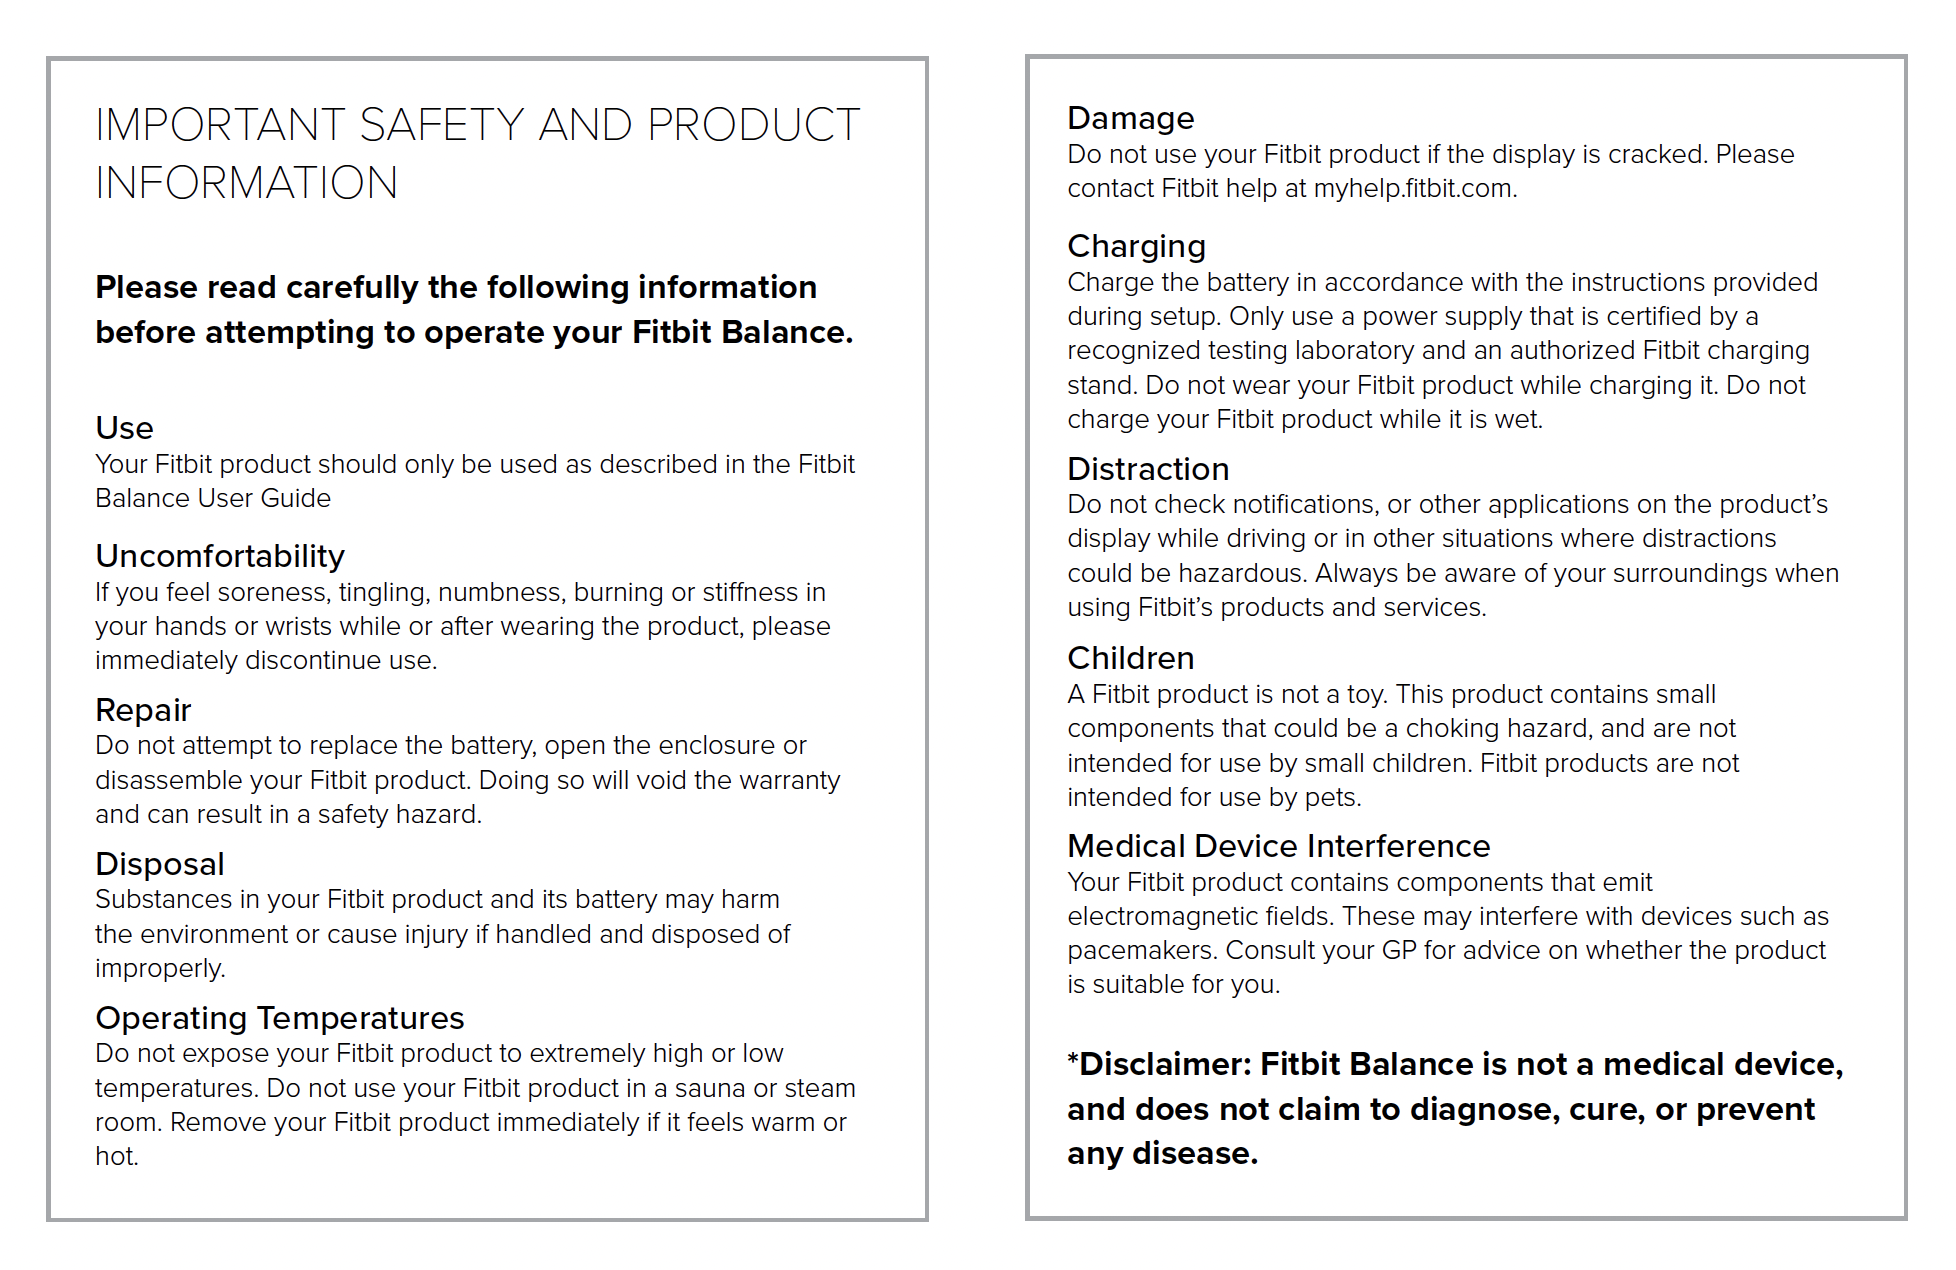 IMPORTANT SAFETY AND PRODUCT
INFORMATION
Please read carefully the following information
before attempting to operate your Fitbit Balance.
Use
Your Fitbit product should only be used as described in the Fitbit
Balance User Guide
Uncomfortability
If you feel soreness, tingling, numbness, burning or stiffness in
your hands or wrists while or after wearing the product, please
immediately discontinue use.
Repair
Do not attempt to replace the battery, open the enclosure or
disassemble your Fitbit product. Doing so will void the warranty
and can result in a safety hazard.
Disposal
Substances in your Fitbit product and its battery may harm
the environment or cause injury if handled and disposed of
improperly.
Operating Temperatures
Do not expose your Fitbit product to extremely high or low
temperatures. Do not use your Fitbit product in a sauna or steam
room. Remove your Fitbit product immediately if it feels warm or
hot.
Damage
Do not use your Fitbit product if the display is cracked. Please
contact Fitbit help at myhelp.fitbit.com.
Charging
Charge the battery in accordance with the instructions provided
during setup. Only use a power supply that is certified by a
recognized testing laboratory and an authorized Fitbit charging
stand. Do not wear your Fitbit product while charging it. Do not
charge your Fitbit product while it is wet.
Distraction
Do not check notifications, or other applications on the product’s
display while driving or in other situations where distractions
could be hazardous. Always be aware of your surroundings when
using Fitbit’s products and services.
Children
A Fitbit product is not a toy. This product contains small
components that could be a choking hazard, and are not
intended for use by small children. Fitbit products are not
intended for use by pets.
Medical Device Interference
Your Fitbit product contains components that emit
electromagnetic fields. These may interfere with devices such as
pacemakers. Consult your GP for advice on whether the product
is suitable for you.
*Disclaimer: Fitbit Balance is not a medical device,
and does not claim to diagnose, cure, or prevent
any disease.